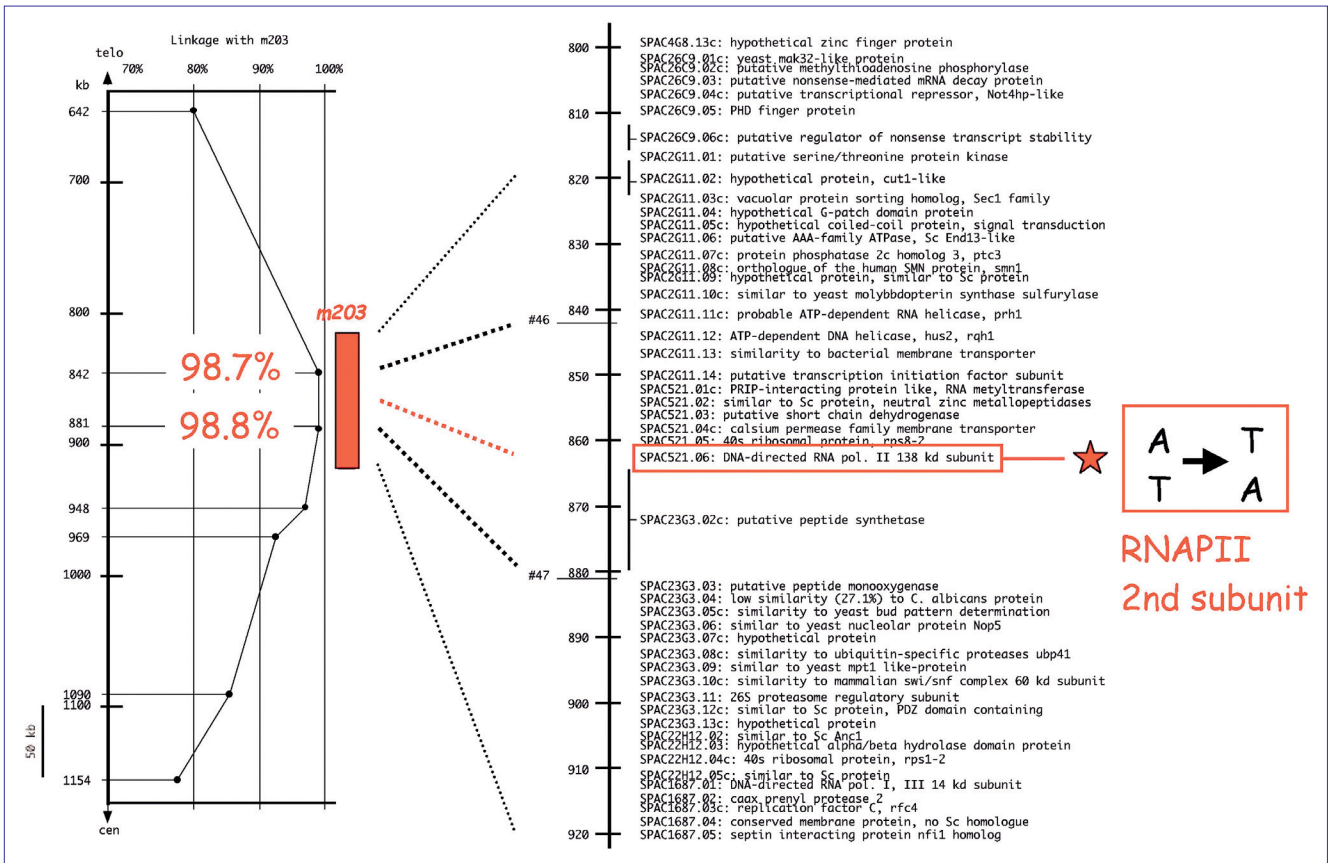 Linkage with m203
telo
70% 80% 90% 100%
kb
642
700
800
m203
98.7%
842
98.8%
881
900
948
969
1000
1090
1100
50 kb
1154
cen
800
810
820
830
840
#46
850
860
870
#47
880
890
900
910
920
SPAC4G8.13c: hypothetical zinc finger protein
SPAC26C9.01c: yeast mak32-like protein
SPAC26C9.02c: putative methylthloadenosine phosphorylase
SPAC26C9.03: putative nonsense-mediated mRNA decay protein
SPAC26C9.04c: putative transcriptional repressor, Not4hp-like
SPAC26C9.05: PHD finger protein
SPAC26C9.06c: putative regulator of nonsense transcript stability
SPAC2G11.01: putative serine/threonine protein kinase
SPAC2G11.02: hypothetical protein, cut1-like
SPAC2G11.03c: vacuolar protein sorting homolog, Sec1 family
SPAC2G11.04: hypothetical G-patch domain protein
SPAC2G11.05c: hypothetical coiled-coil protein, signal transduction
SPAC2G11.06: putative AAA-family ATPase, Sc End13-like
SPAC2G11.07c: protein phosphatase 2c homolog 3, ptc3
SPAC2G11.08c: orthologue of the human SMN protein, smn1
SPAC2G11.09: hypothetical protein, similar to Sc protein
SPAC2G11.10c: similar to yeast molybbdopterin synthase sulfurylase
SPAC2G11.11c: probable ATP-dependent RNA helicase, prh1
SPAC2G11.12: ATP-dependent DNA helicase, hus2, rqh1
SPAC2G11.13: similarity to bacterial membrane transporter
SPAC2G11.14: putative transcription initiation factor subunit
SPAC521.01c: PRIP-interacting protein like, RNA metyltransferase
SPAC521.02: similar to Sc protein, neutral zinc metallopeptidases
SPAC521.03: putative short chain dehydrogenase
SPAC521.04c: calsium permease family membrane transporter
SPAC521.05: 40s ribosomal protein, rps8-2
SPAC521.06: DNA-directed RNA pol. II 138 kd subunit
SPAC23G3.02c: putative peptide synthetase
SPAC23G3.03: putative peptide monooxygenase
SPAC23G3.04: low similarity (27.1%) to C. albicans protein
SPAC23G3.05c: similarity to yeast bud pattern determination
SPAC23G3.06: similar to yeast nucleolar protein Nop5
SPAC23G3.07c: hypothetical protein
SPAC23G3.08c: similarity to ubiquitin-specific proteases ubp41
SPAC23G3.09: similar to yeast mpt1 like-protein
SPAC23G3.10c: similarity to mammalian swi/snf complex 60 kd subunit
SPAC23G3.11: 26S proteasome regulatory subunit
SPAC23G3.12c: similar to Sc protein, PDZ domain containing
SPAC23G3.13c: hypothetical protein
SPAC22H12.02: similar to Sc Anc1
SPAC22H12.03: hypothetical alpha/beta hydrolase domain protein
SPAC22H12.04c: 40s ribosomal protein, rps1-2
SPAC22H12.05c: similar to Sc protein
SPAC1687.01: DNA-directed RNA pol. I, III 14 kd subunit
SPAC1687.02: caax prenyl protease 2
SPAC1687.03c: replication factor C, rfc4
SPAC1687.04: conserved membrane protein, no Sc homologue
SPAC1687.05: septin interacting protein nfi1 homolog
A T
T A
RNAPII
2nd subunit